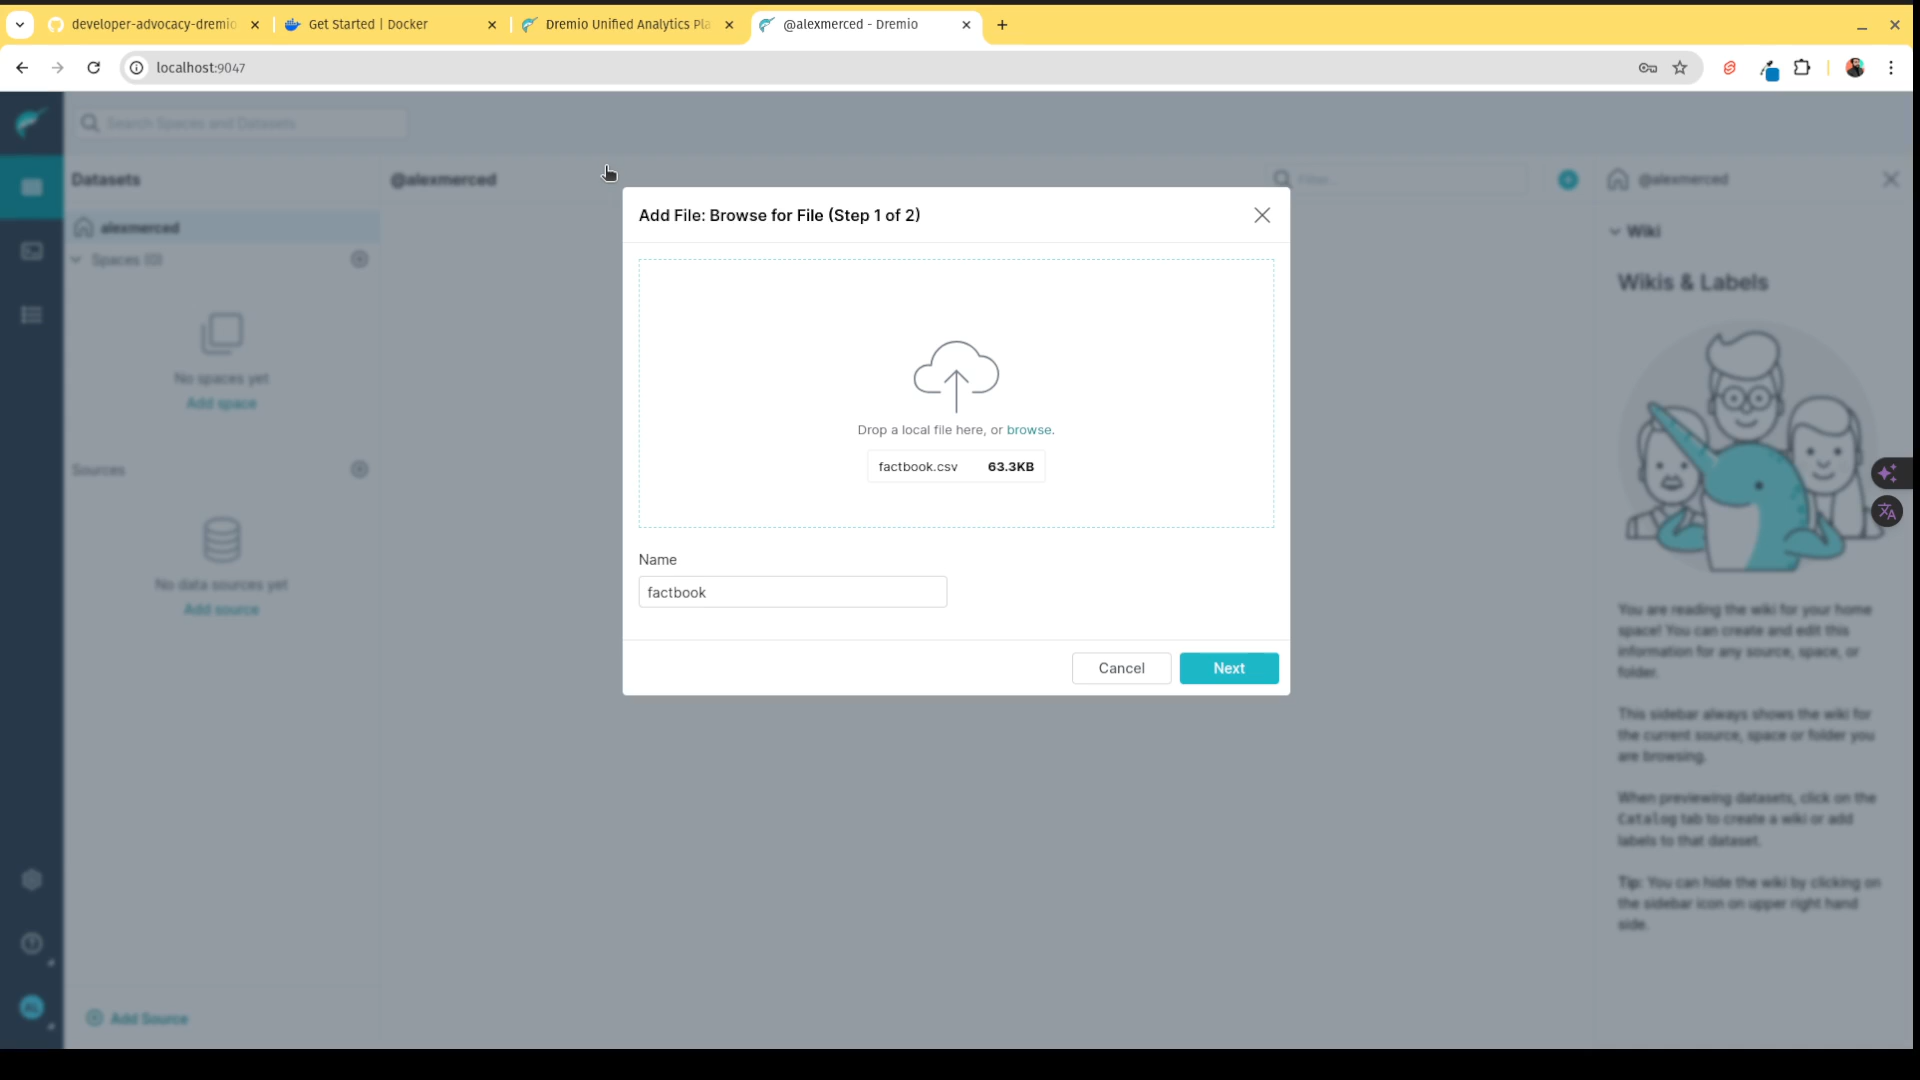 developer-advocacy-dremio
Get Started | Docker
Dremio Unified Analytics Pla
@alexmerced - Dremio
localhost:9047
Search Spaces and Datasets
Datasets
@alexmerced
Filter...
@alexmerced
alexmerced
Spaces (0)
No spaces yet
Add space
Sources
No data sources yet
Add source
Add Source
Add File: Browse for File (Step 1 of 2)
Drop a local file here, or browse.
factbook.csv 63.3KB
Name
factbook
Cancel
Next
Wiki
Wikis & Labels
You are reading the wiki for your home
space! You can create and edit this
information for any source, space, or
folder.
This sidebar always shows the wiki for
the current source, space or folder you
are browsing.
When previewing datasets, click on the
Catalog tab to create a wiki or add
labels to that dataset.
Tip: You can hide the wiki by clicking on
the sidebar icon on upper right hand
side.